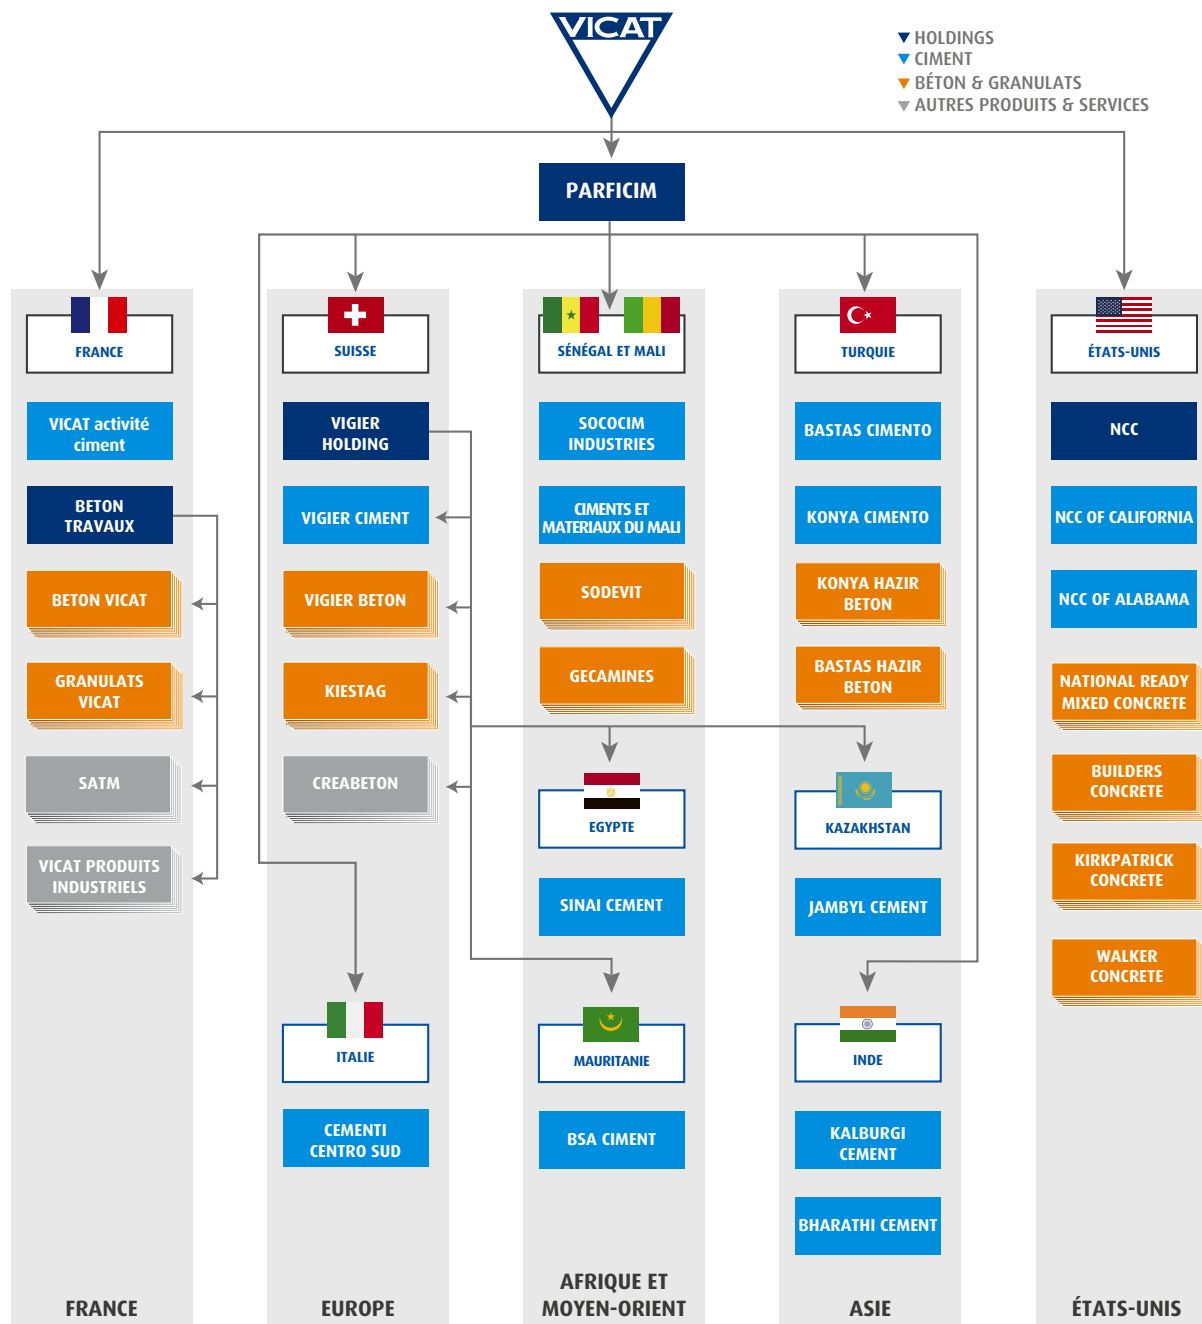 VICAT
HOLDINGS
CIMENT
BÉTON & GRANULATS
AUTRES PRODUITS & SERVICES
PARFICIM
FRANCE
VICAT activité
ciment
BETON
TRAVAUX
BETON VICAT
GRANULATS
VICAT
SATM
VICAT PRODUITS
INDUSTRIELS
FRANCE
SUISSE
VIGIER
HOLDING
VIGIER CIMENT
VIGIER BETON
KIESTAG
CREABETON
ITALIE
CEMENTI
CENTRO SUD
EUROPE
SÉNÉGAL ET MALI
SOCOCIM
INDUSTRIES
CIMENTS ET
MATERIAUX DU MALI
SODEVIT
GECAMINES
EGYPTE
SINAI CEMENT
MAURITANIE
BSA CIMENT
AFRIQUE ET
MOYEN-ORIENT
TURQUIE
BASTAS CIMENTO
KONYA CIMENTO
KONYA HAZIR
BETON
BASTAS HAZIR
BETON
KAZAKHSTAN
JAMBYL CEMENT
INDE
KALBURGI
CEMENT
BHARATHI CEMENT
ASIE
ÉTATS-UNIS
NCC
NCC OF CALIFORNIA
NCC OF ALABAMA
NATIONAL READY
MIXED CONCRETE
BUILDERS
CONCRETE
KIRKPATRICK
CONCRETE
WALKER
CONCRETE
ÉTATS-UNIS